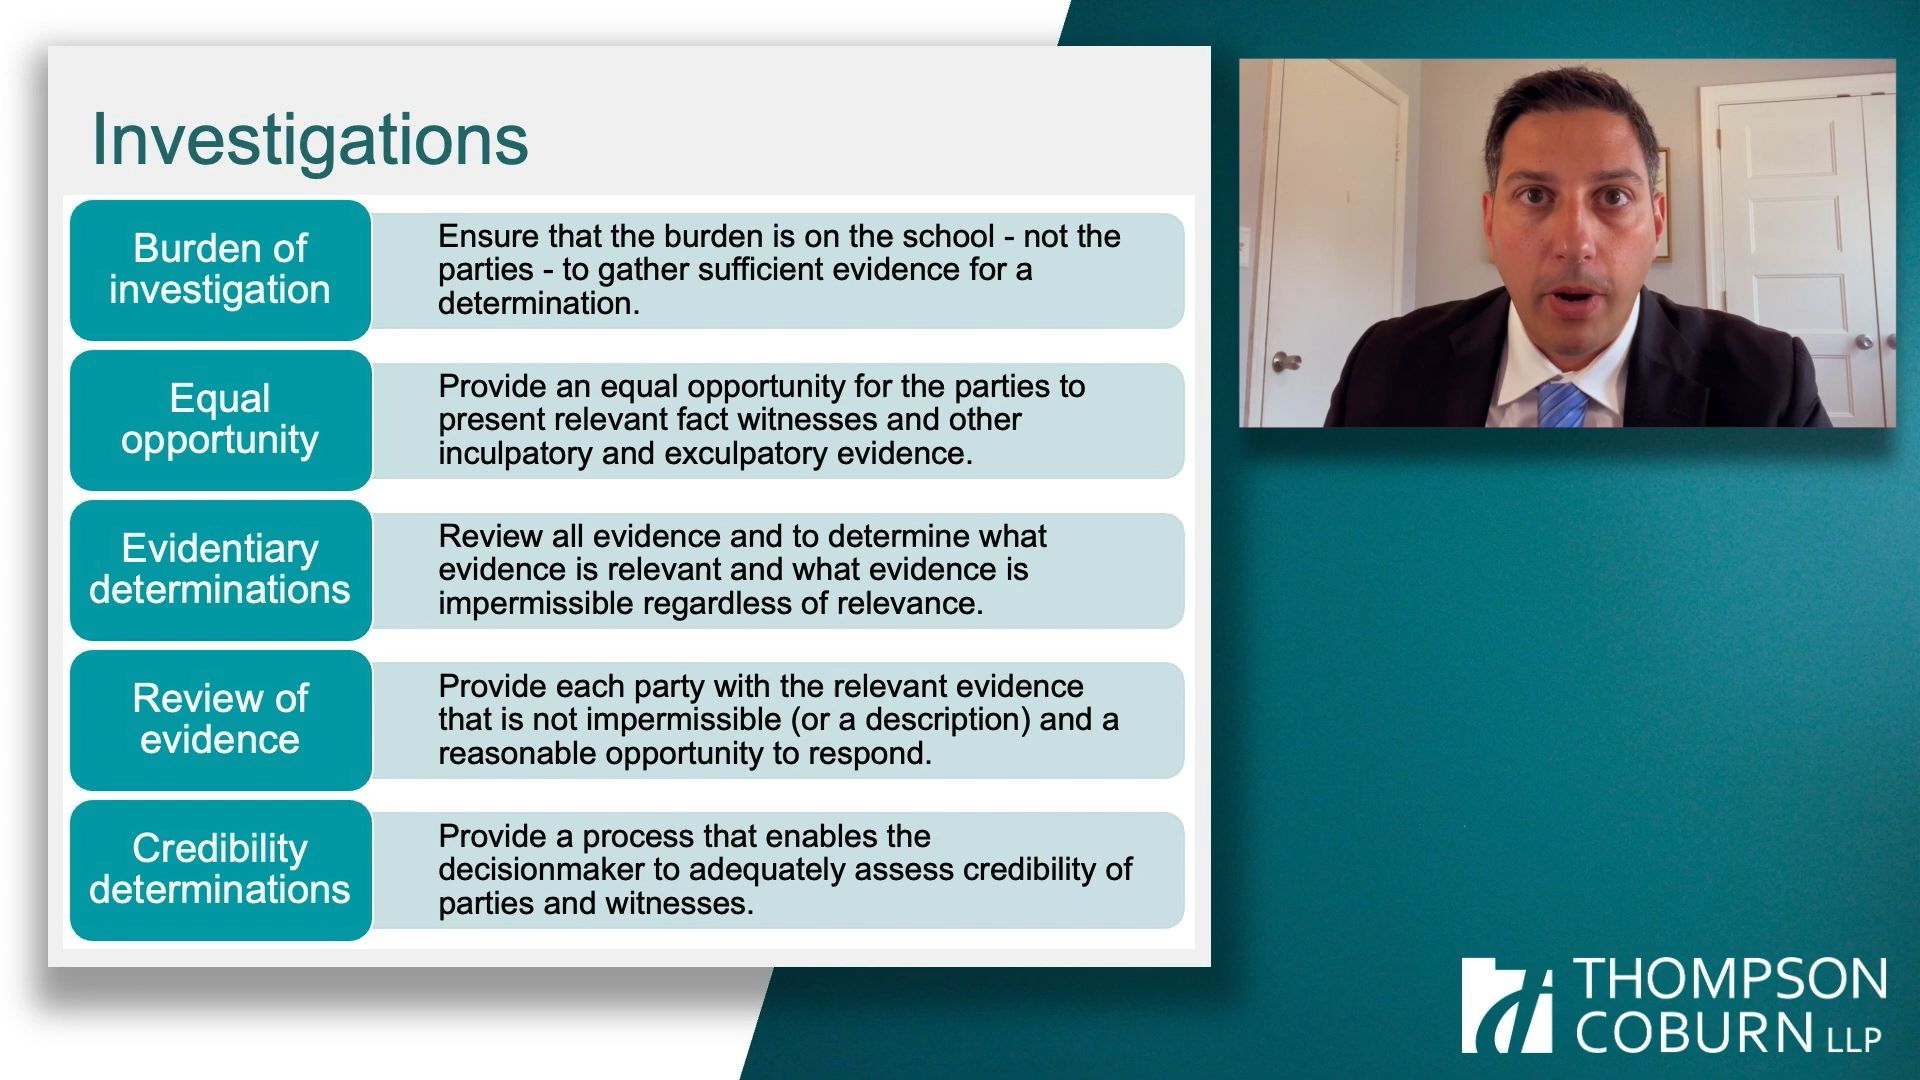 Investigations
Burden of
investigation
Ensure that the burden is on the school - not the
parties - to gather sufficient evidence for a
determination.
Equal
opportunity
Provide an equal opportunity for the parties to
present relevant fact witnesses and other
inculpatory and exculpatory evidence.
Evidentiary
determinations
Review all evidence and to determine what
evidence is relevant and what evidence is
impermissible regardless of relevance.
Review of
evidence
Provide each party with the relevant evidence
that is not impermissible (or a description) and a
reasonable opportunity to respond.
Credibility
determinations
Provide a process that enables the
decisionmaker to adequately assess credibility of
parties and witnesses.
THOMPSON
COBURN LLP